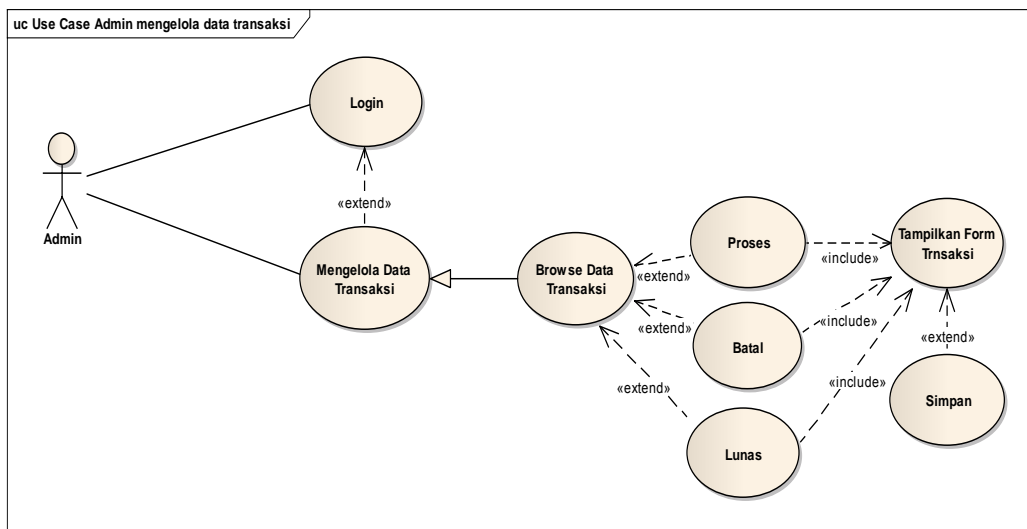 uc Use Case Admin mengelola data transaksi
Login
Admin
«extend»
Mengelola Data
Transaksi
Browse Data
Transaksi
Proses
Tampilkan Form
Trnsaksi
«extend»
«include»
«extend»
Batal
«include»
«extend»
«extend»
«include»
Simpan
Lunas